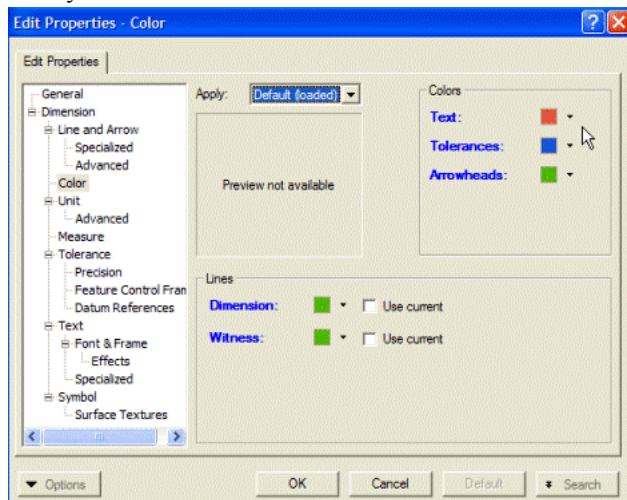 Edit Properties - Color
Edit Properties
General
Dimension
Line and Arrow
Specialized
Advanced
Color
Unit
Advanced
Measure
Tolerance
Precision
Feature Control Fran
Datum References
Text
Font & Frame
Effects
Specialized
Symbol
Surface Textures
Apply: Default (loaded)
Preview not available
Colors
Text:
Tolerances:
Arrowheads:
Lines
Dimension: Use current
Witness: Use current
Options
OK
Cancel
Default
Search